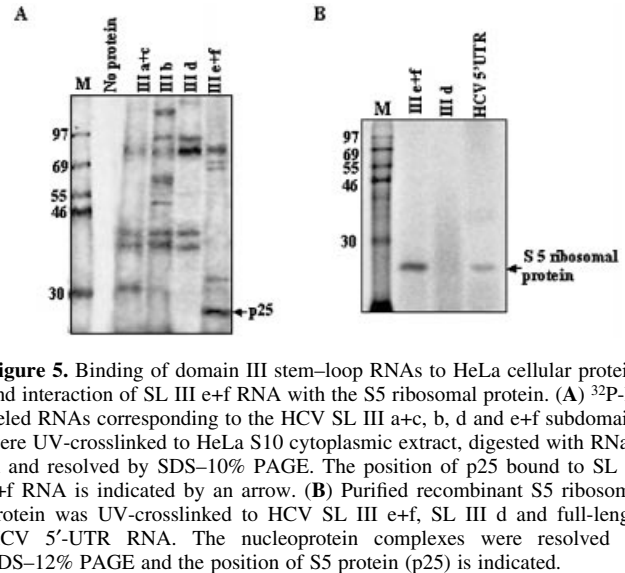 A
B
M
No protein
III a+c
III b
III d
III e+f
97
69
55
46
30
p25
M
III e+f
III d
HCV 5'UTR
97
69
55
46
30
S 5 ribosomal
protein
igure 5. Binding of domain III stem–loop RNAs to HeLa cellular protein
nd interaction of SL III e+f RNA with the S5 ribosomal protein. (A) ³²P-l
eled RNAs corresponding to the HCV SL III a+c, b, d and e+f subdomai
ere UV-crosslinked to HeLa S10 cytoplasmic extract, digested with RNa
and resolved by SDS–10% PAGE. The position of p25 bound to SL
+f RNA is indicated by an arrow. (B) Purified recombinant S5 ribosom
rotein was UV-crosslinked to HCV SL III e+f, SL III d and full-leng
CV 5′-UTR RNA. The nucleoprotein complexes were resolved
DS–12% PAGE and the position of S5 protein (p25) is indicated.